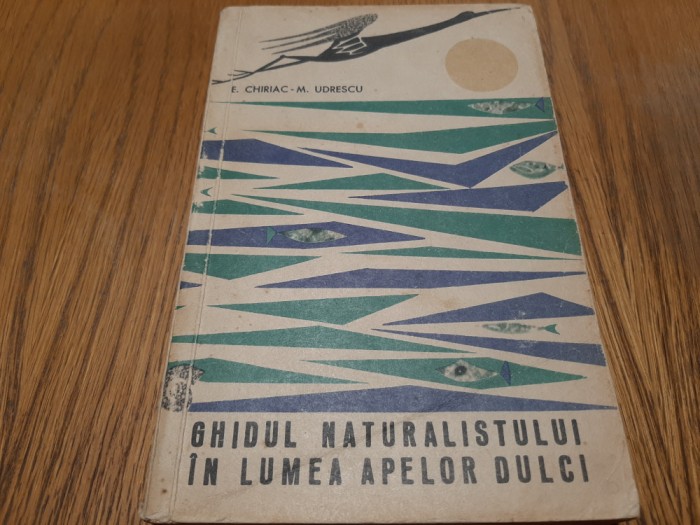 E. CHIRIAC - M. UDRESCU
GHIDUL NATURALISTULUI
ÎN LUMEA APELOR DULCI